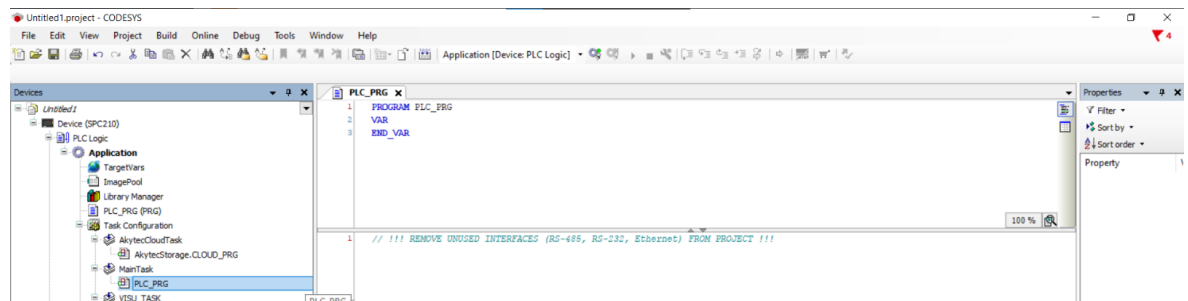 Untitled1.project - CODESYS
File Edit View Project Build Online Debug Tools Window Help
4
Application [Device: PLC Logic]
Devices
PLC_PRG
Properties
Untitled1
Device (SPC210)
PLC Logic
Application
TargetVars
ImagePool
Library Manager
PLC_PRG (PRG)
Task Configuration
AkytecCloudTask
AkytecStorage.CLOUD_PRG
MainTask
PLC_PRG
VISU_TASK
PLC_PRG
1 PROGRAM PLC_PRG
2 VAR
3 END_VAR
100 %
1 // !!! REMOVE UNUSED INTERFACES (RS-485, RS-232, Ethernet) FROM PROJECT !!!
Filter
Sort by
Sort order
Property